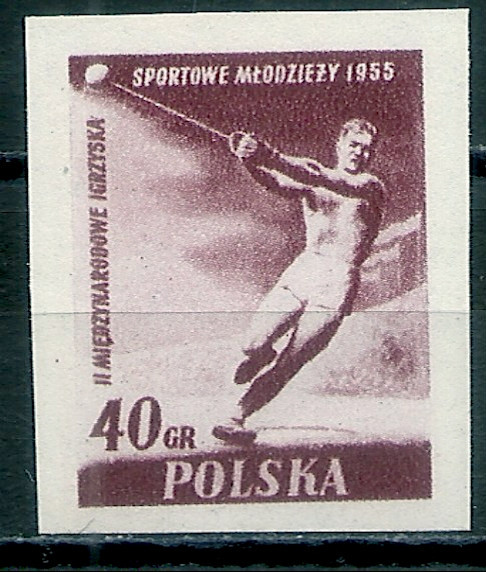 II MIĘDZYNARODOWE IGRZYSKA
SPORTOWE MŁODZIEŻY 1955
40 GR
POLSKA